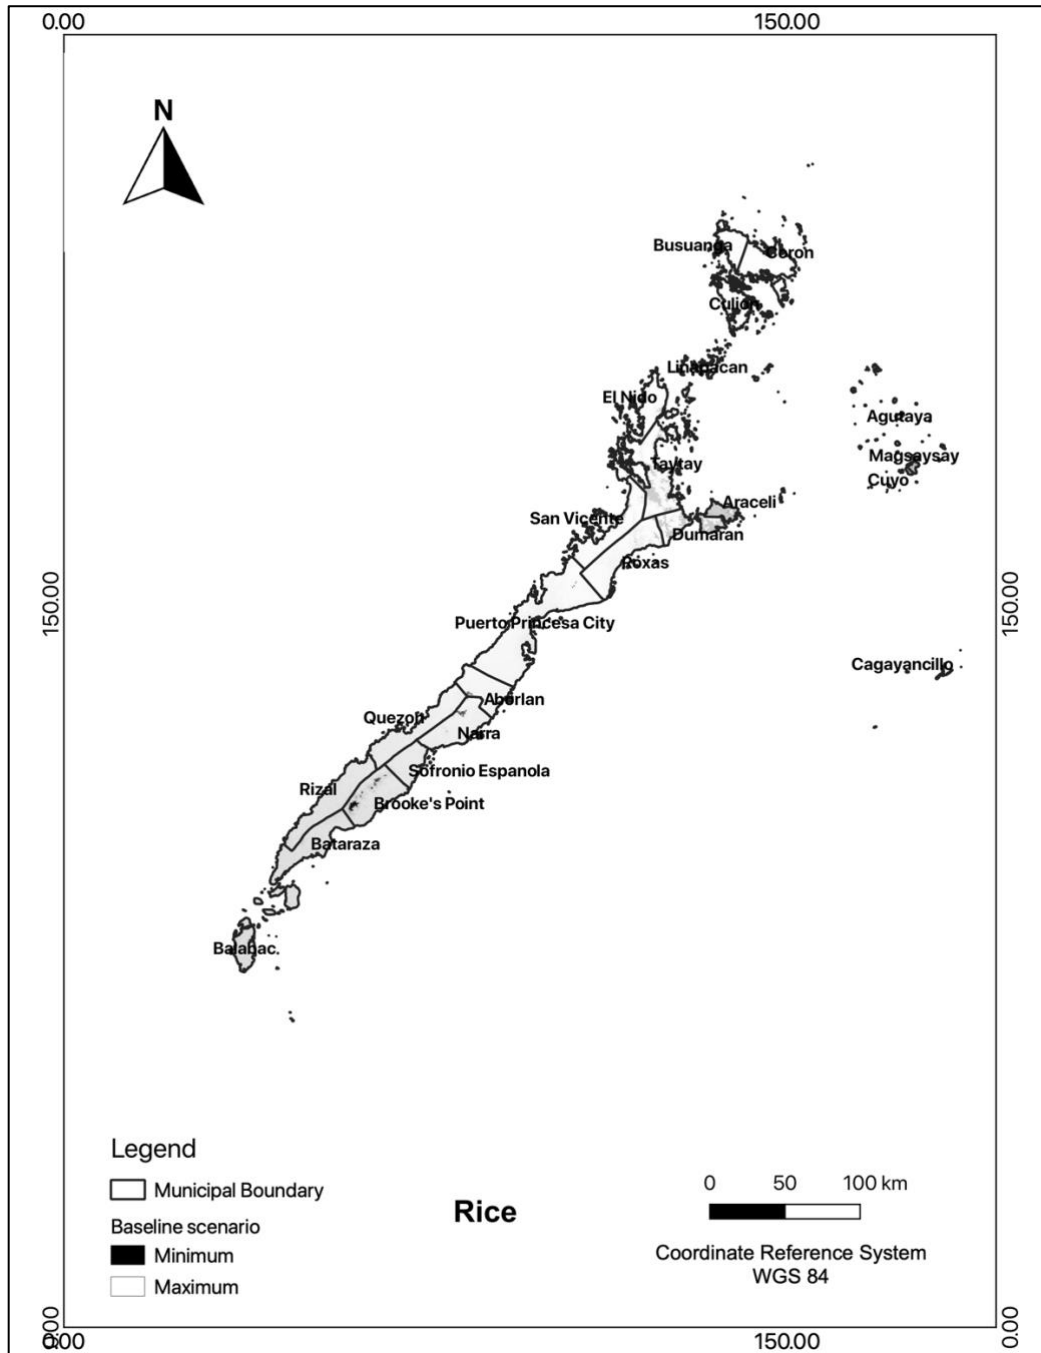 0.00 150.00
N
Busuanga
Coron
Culion
Linapacan
El Nido
Agutaya
Magsaysay
Taytay
Cuyo
Araceli
San Vicente
Dumaran
Roxas
150.00
150.00
Puerto Princesa City
Cagayancillo
Aborlan
Quezon
Narra
Sofronio Espanola
Rizal
Brooke's Point
Bataraza
Balabac.
Legend
Municipal Boundary
Baseline scenario
Minimum
Maximum
Rice
0 50 100 km
Coordinate Reference System
WGS 84
0.00
0.00
0.00 150.00